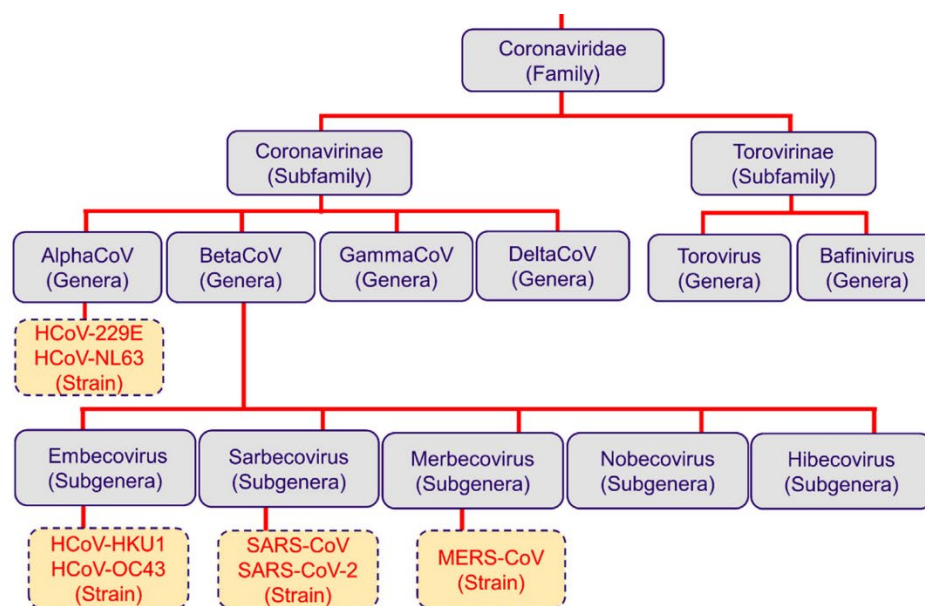 Coronaviridae
(Family)
Coronavirinae
(Subfamily)
Torovirinae
(Subfamily)
AlphaCoV
(Genera)
BetaCoV
(Genera)
GammaCoV
(Genera)
DeltaCoV
(Genera)
Torovirus
(Genera)
Bafinivirus
(Genera)
HCoV-229E
HCoV-NL63
(Strain)
Embecovirus
(Subgenera)
Sarbecovirus
(Subgenera)
Merbecovirus
(Subgenera)
Nobecovirus
(Subgenera)
Hibecovirus
(Subgenera)
HCoV-HKU1
HCoV-OC43
(Strain)
SARS-CoV
SARS-CoV-2
(Strain)
MERS-CoV
(Strain)